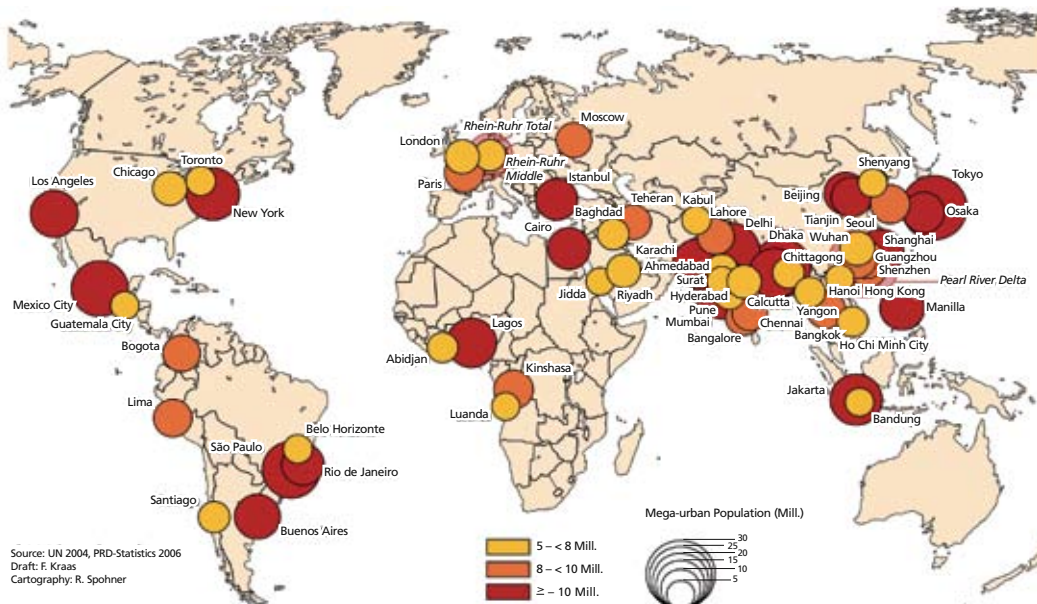 Moscow
Rhein-Ruhr Total
London
Rhein-Ruhr
Middle
Paris
Istanbul
Toronto
Chicago
Los Angeles
New York
Shenyang
Tokyo
Beijing
Teheran
Kabul
Lahore
Baghdad
Delhi
Dhaka
Tianjin
Seoul
Osaka
Cairo
Karachi
Wuhan
Shanghai
Ahmedabad
Chittagong
Guangzhou
Surat
Shenzhen
Pearl River Delta
Mexico City
Guatemala City
Jidda
Riyadh
Hyderabad
Calcutta
Hanoi
Hong Kong
Pune
Yangon
Manilla
Mumbai
Chennai
Bangkok
Bangalore
Ho Chi Minh City
Bogota
Lagos
Abidjan
Kinshasa
Lima
Luanda
Jakarta
Bandung
Belo Horizonte
São Paulo
Rio de Janeiro
Santiago
Buenos Aires
Mega-urban Population (Mill.)
5 – < 8 Mill.
8 – < 10 Mill.
≥ – 10 Mill.
30
25
20
15
10
5
Source: UN 2004, PRD-Statistics 2006
Draft: F. Kraas
Cartography: R. Spohner